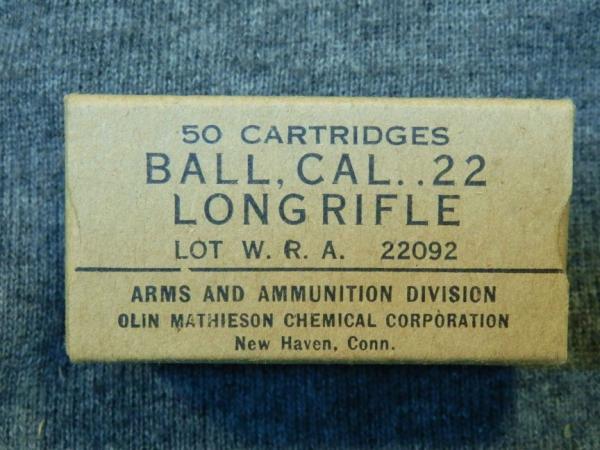 50 CARTRIDGES
BALL, CAL. .22
LONG RIFLE
LOT W. R. A. 22092
ARMS AND AMMUNITION DIVISION
OLIN MATHIESON CHEMICAL CORPORATION
New Haven, Conn.